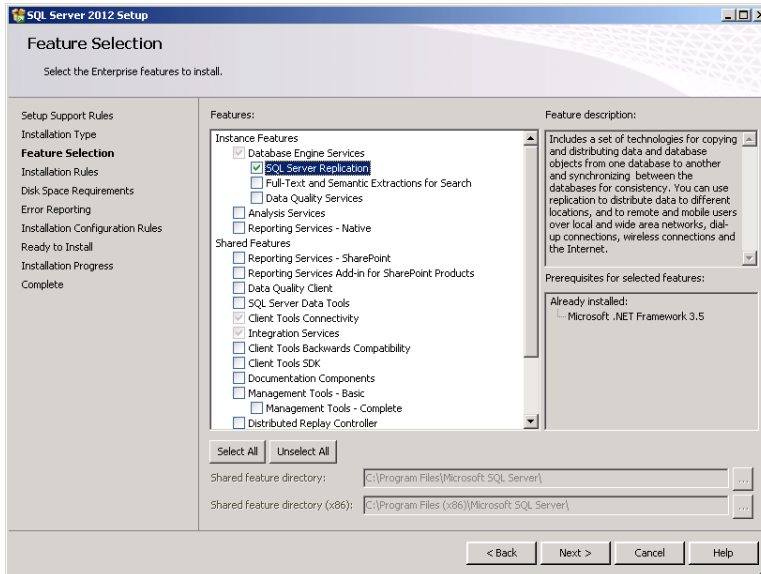 SQL Server 2012 Setup
Feature Selection
Select the Enterprise features to install.
Setup Support Rules
Installation Type
Feature Selection
Installation Rules
Disk Space Requirements
Error Reporting
Installation Configuration Rules
Ready to Install
Installation Progress
Complete
Features:
Instance Features
Database Engine Services
SQL Server Replication
Full-Text and Semantic Extractions for Search
Data Quality Services
Analysis Services
Reporting Services - Native
Shared Features
Reporting Services - SharePoint
Reporting Services Add-in for SharePoint Products
Data Quality Client
SQL Server Data Tools
Client Tools Connectivity
Integration Services
Client Tools Backwards Compatibility
Client Tools SDK
Documentation Components
Management Tools - Basic
Management Tools - Complete
Distributed Replay Controller
Feature description:
Includes a set of technologies for copying
and distributing data and database
objects from one database to another
and synchronizing between the
databases for consistency. You can use
replication to distribute data to different
locations, and to remote and mobile users
over local and wide area networks, dial-
up connections, wireless connections and
the Internet.
Prerequisites for selected features:
Already installed:
Microsoft .NET Framework 3.5
Select All
Unselect All
Shared feature directory:
C:\Program Files\Microsoft SQL Server\
...
Shared feature directory (x86):
C:\Program Files (x86)\Microsoft SQL Server\
...
< Back
Next >
Cancel
Help